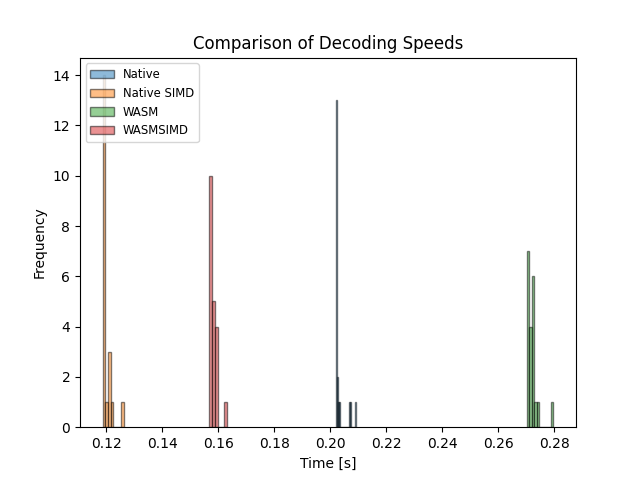 Comparison of Decoding Speeds
Native
Native SIMD
WASM
WASMSIMD
14
12
10
8
6
4
2
0
Frequency
0.12 0.14 0.16 0.18 0.20 0.22 0.24 0.26 0.28
Time [s]